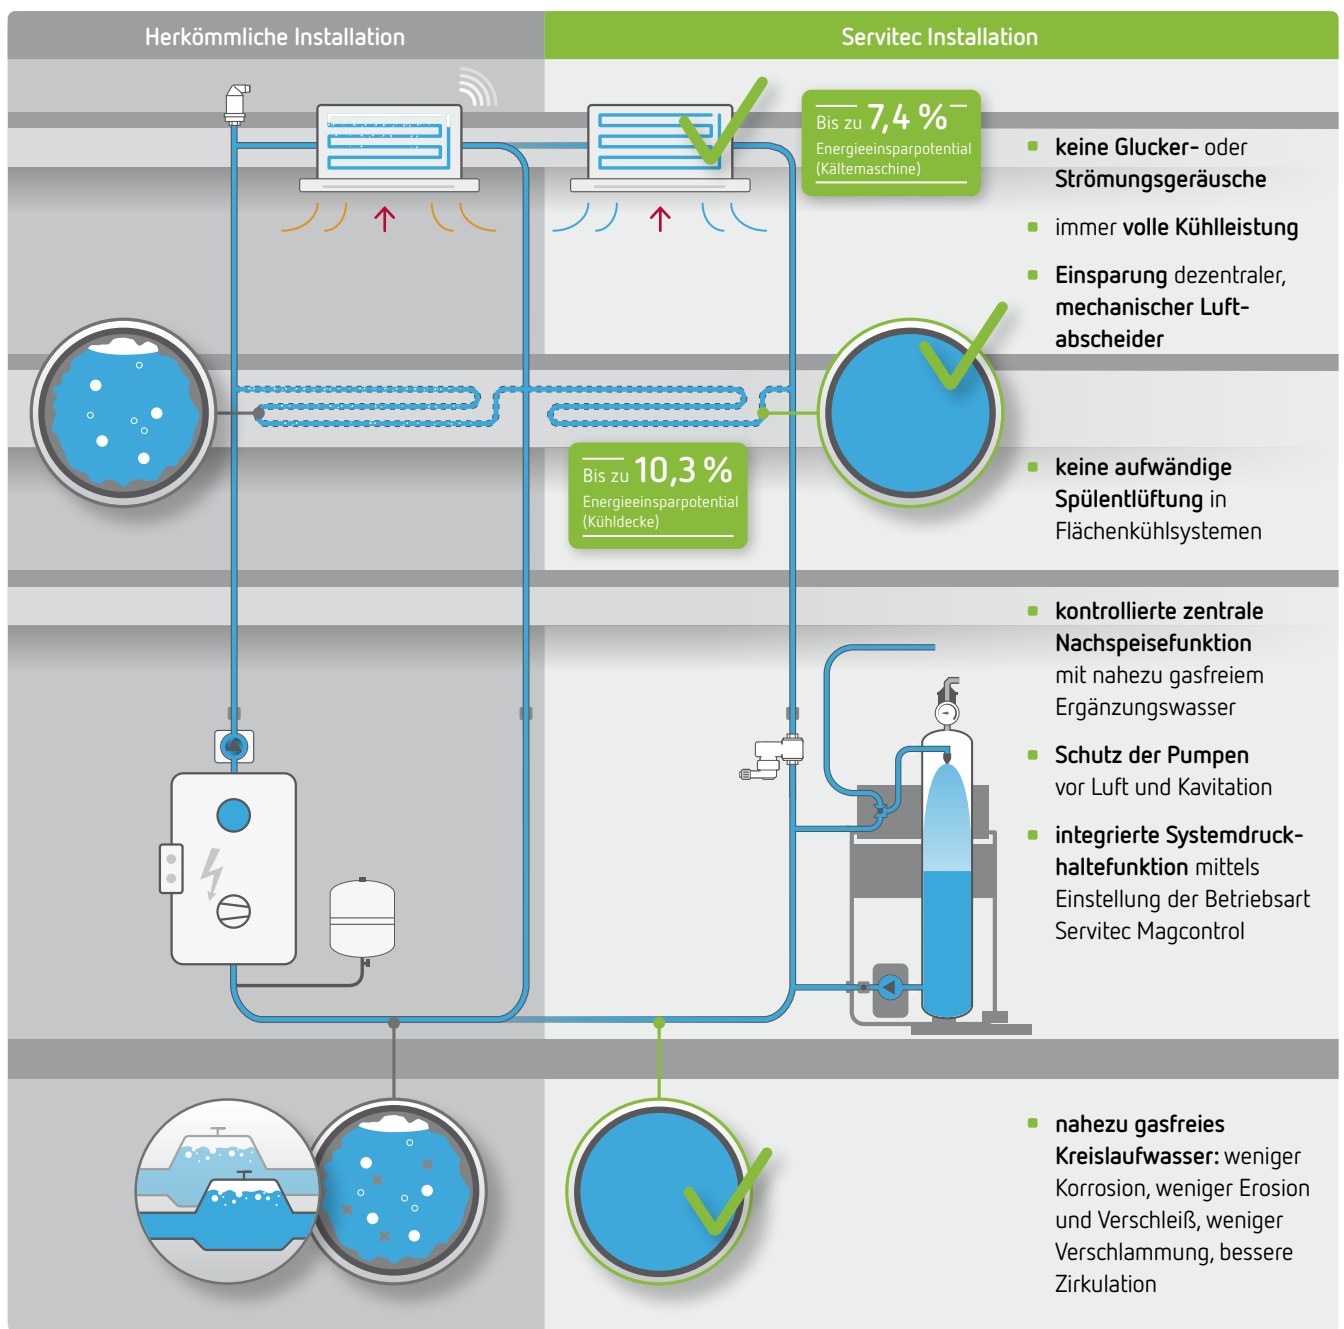 Herkömmliche Installation
Servitec Installation
Bis zu 7,4 %
Energieeinsparpotential
(Kältemaschine)
keine Glucker- oder
Strömungsgeräusche
immer volle Kühlleistung
Einsparung dezentraler,
mechanischer Luft-
abscheider
Bis zu 10,3 %
Energieeinsparpotential
(Kühldecke)
keine aufwändige
Spülentlüftung in
Flächenkühlsystemen
kontrollierte zentrale
Nachspeisefunktion
mit nahezu gasfreiem
Ergänzungswasser
Schutz der Pumpen
vor Luft und Kavitation
integrierte Systemdruck-
haltefunktion mittels
Einstellung der Betriebsart
Servitec Magcontrol
nahezu gasfreies
Kreislaufwasser: weniger
Korrosion, weniger Erosion
und Verschleiß, weniger
Verschlammung, bessere
Zirkulation